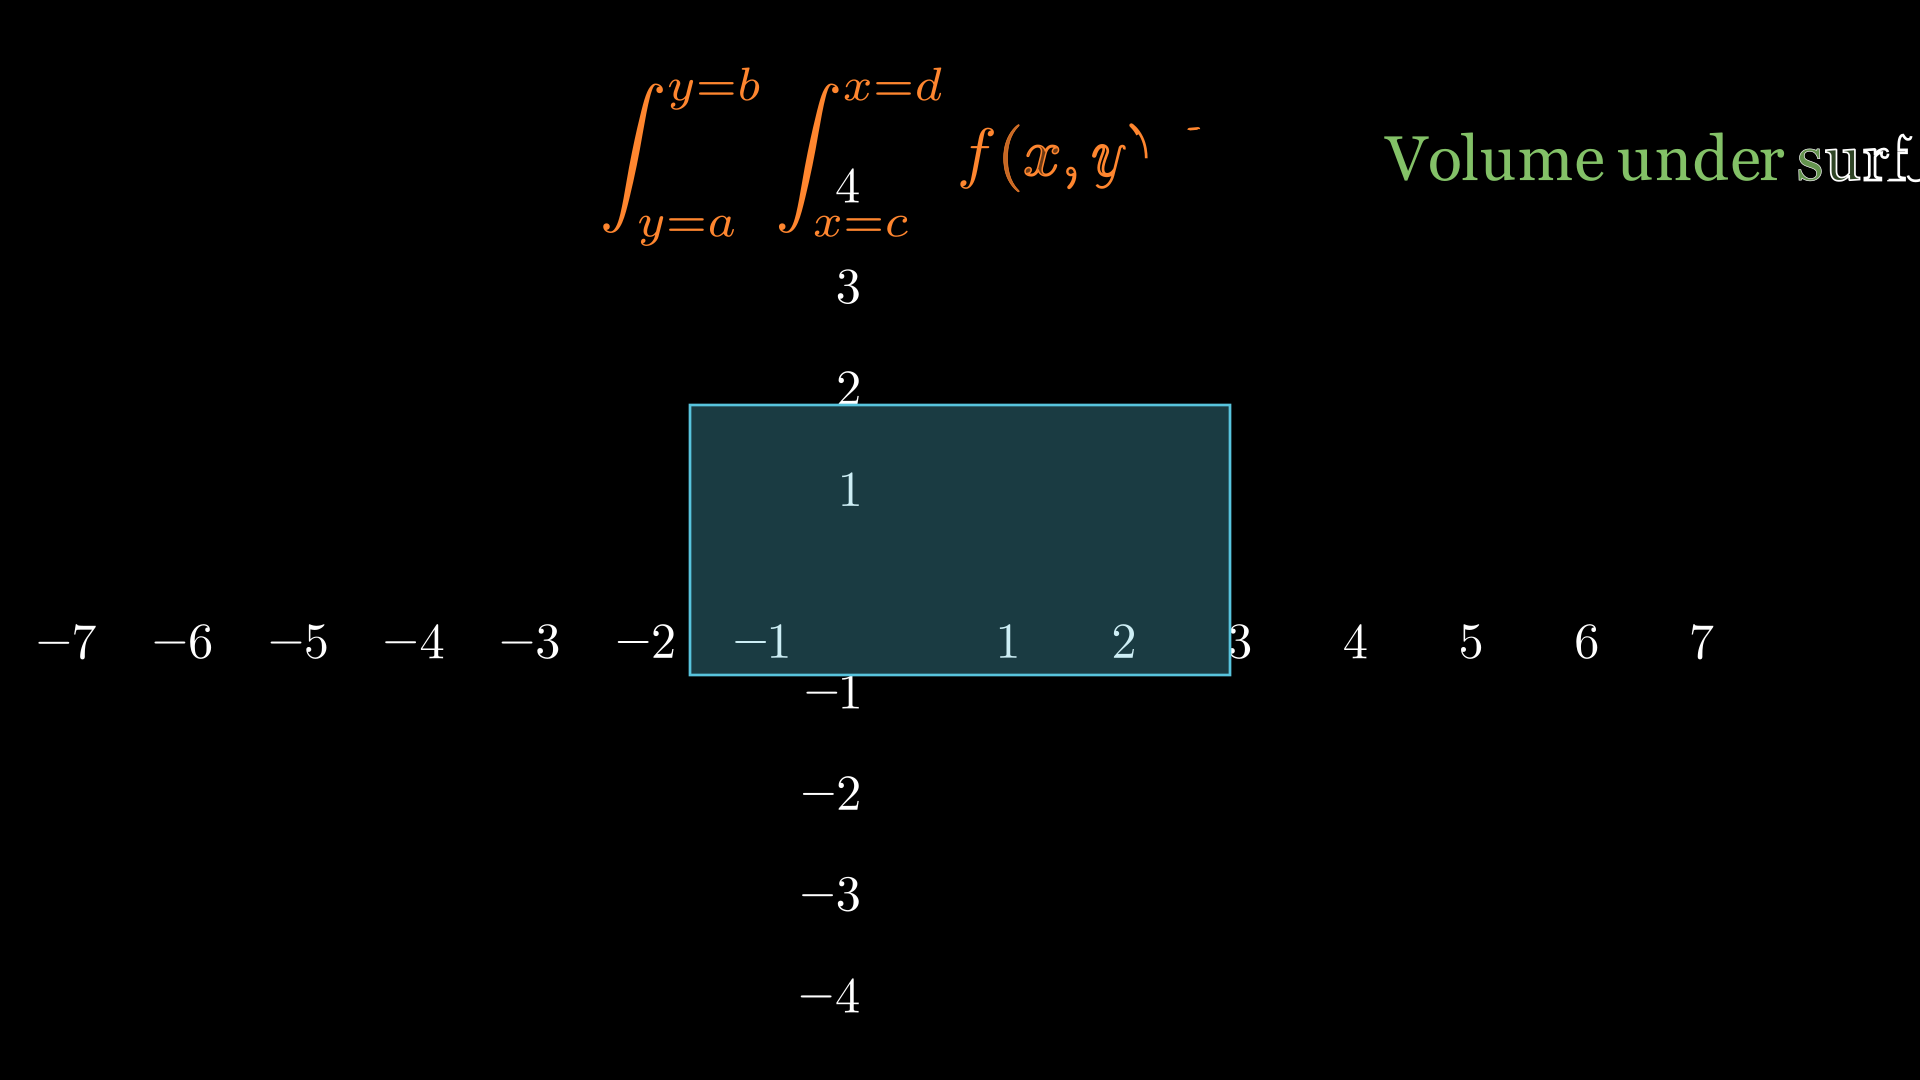 ∫_{y=a}^{y=b} ∫_{x=c}^{x=d} f(x, y)
Volume under surf
4
3
2
1
−7 −6 −5 −4 −3 −2 −1 1 2 3 4 5 6 7
−1
−2
−3
−4